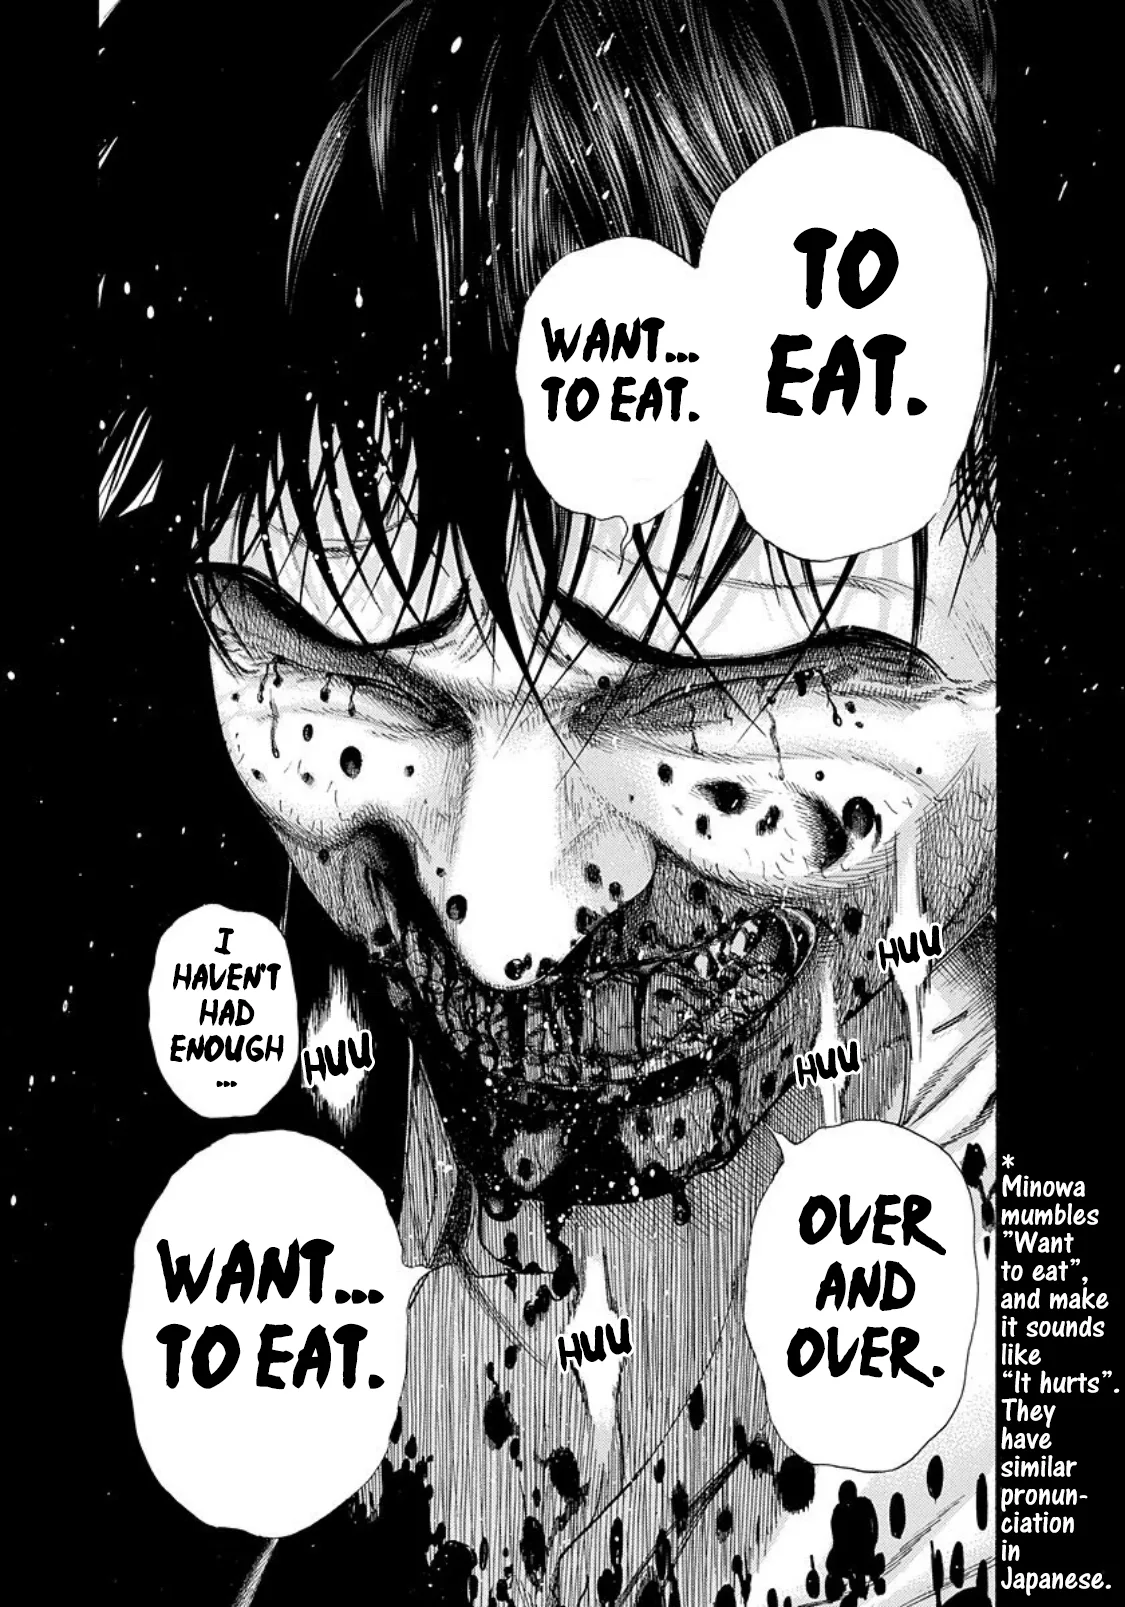 TO
EAT.
WANT...
TO EAT.
HUU
I
HAVEN'T
HAD
ENOUGH
...
HUU
HUU
OVER
AND
OVER.
WANT...
TO EAT.
HUU
*
Minowa
mumbles
"Want
to eat",
and make
it sounds
like
“It hurts”.
They
have
similar
pronun-
ciation
in
Japanese.